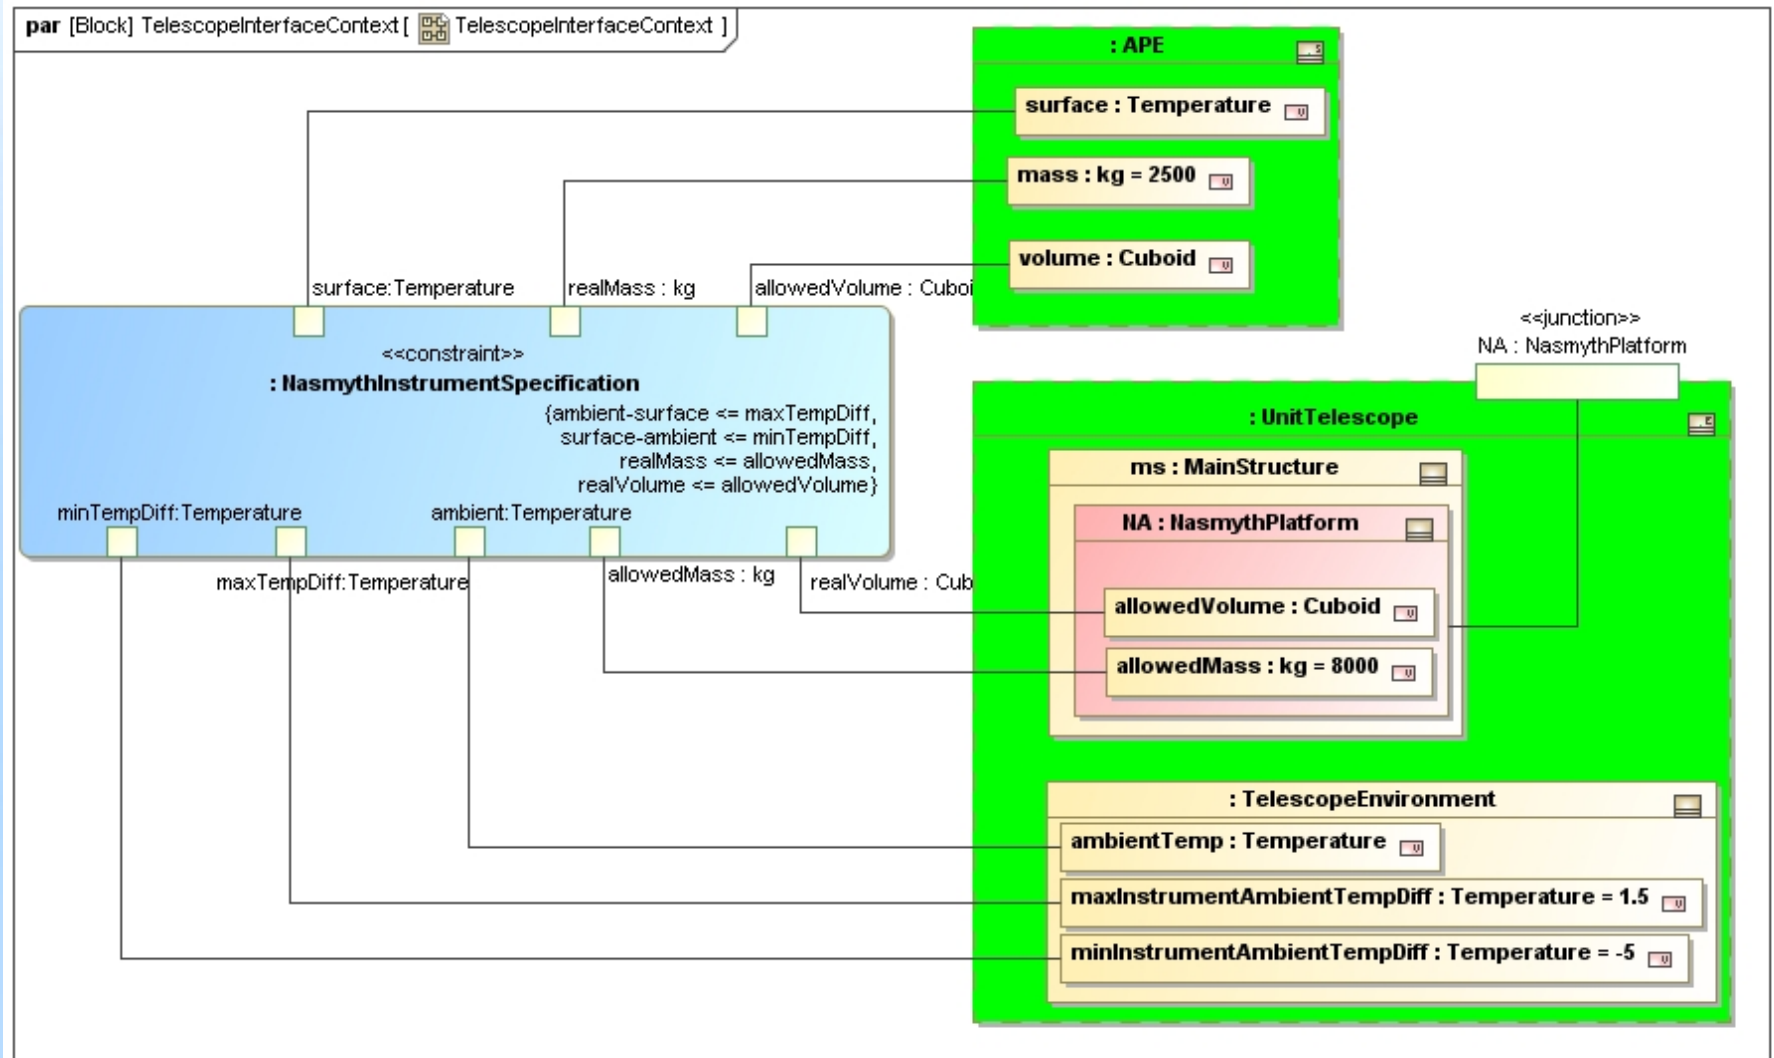 par [Block] TelescopeInterfaceContext [ TelescopeInterfaceContext ]
: APE
surface : Temperature
mass : kg = 2500
volume : Cuboid
surface:Temperature
realMass : kg
allowedVolume : Cuboi
<<constraint>>
: NasmythInstrumentSpecification
{ambient-surface <= maxTempDiff,
surface-ambient <= minTempDiff,
realMass <= allowedMass,
realVolume <= allowedVolume}
minTempDiff:Temperature
ambient:Temperature
maxTempDiff:Temperature
allowedMass : kg
realVolume : Cub
<<junction>>
NA : NasmythPlatform
: UnitTelescope
ms : MainStructure
NA : NasmythPlatform
allowedVolume : Cuboid
allowedMass : kg = 8000
: TelescopeEnvironment
ambientTemp : Temperature
maxInstrumentAmbientTempDiff : Temperature = 1.5
minInstrumentAmbientTempDiff : Temperature = -5